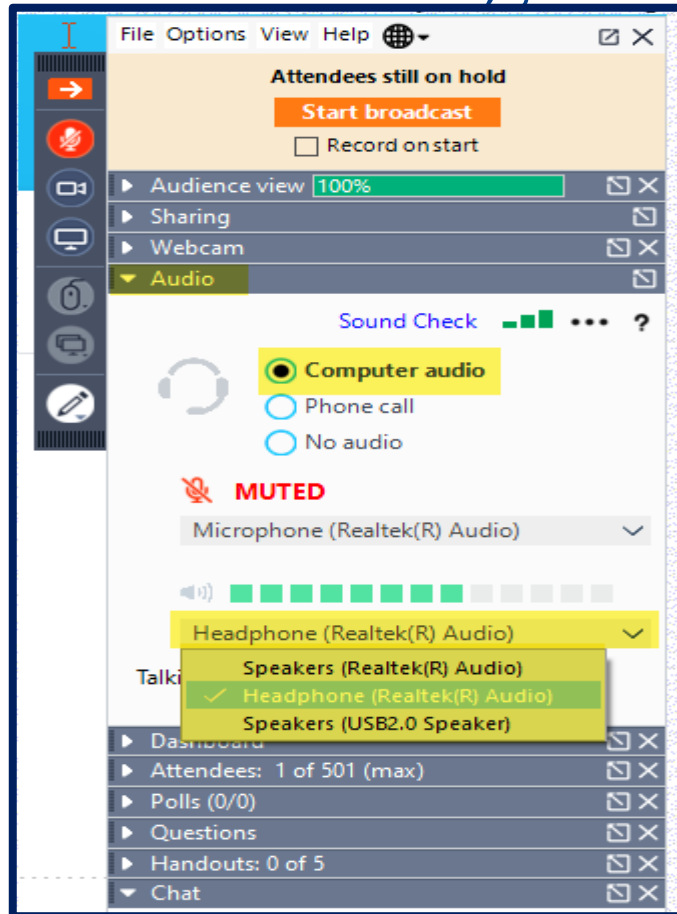 File Options View Help
Attendees still on hold
Start broadcast
Record on start
Audience view 100%
Sharing
Webcam
Audio
Sound Check ?
Computer audio
Phone call
No audio
MUTED
Microphone (Realtek(R) Audio)
Headphone (Realtek(R) Audio)
Speakers (Realtek(R) Audio)
Talki
Headphone (Realtek(R) Audio)
Speakers (USB2.0 Speaker)
Dashboard
Attendees: 1 of 501 (max)
Polls (0/0)
Questions
Handouts: 0 of 5
Chat